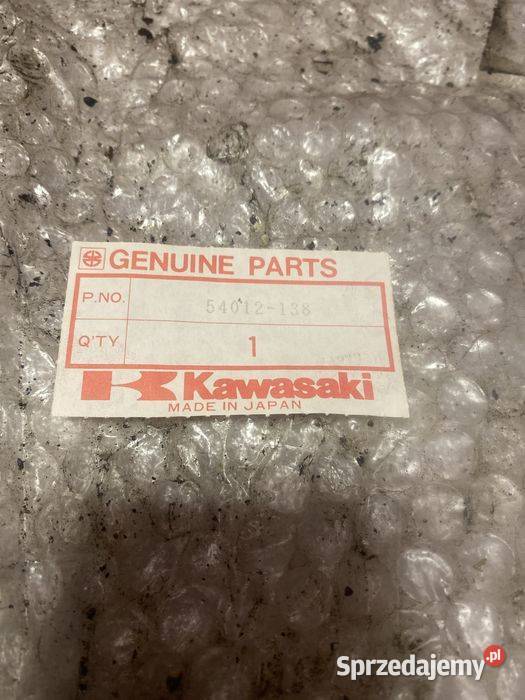 GENUINE PARTS
P.NO. 54012-138
Q'TY 1
Kawasaki
MADE IN JAPAN
Sprzedajemy.pl